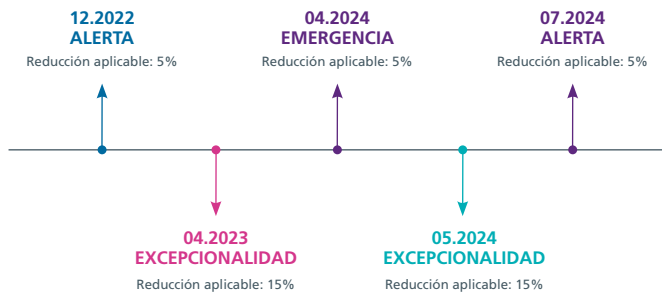 12.2022
ALERTA
Reducción aplicable: 5%
04.2024
EMERGENCIA
Reducción aplicable: 5%
07.2024
ALERTA
Reducción aplicable: 5%
04.2023
EXCEPCIONALIDAD
Reducción aplicable: 15%
05.2024
EXCEPCIONALIDAD
Reducción aplicable: 15%